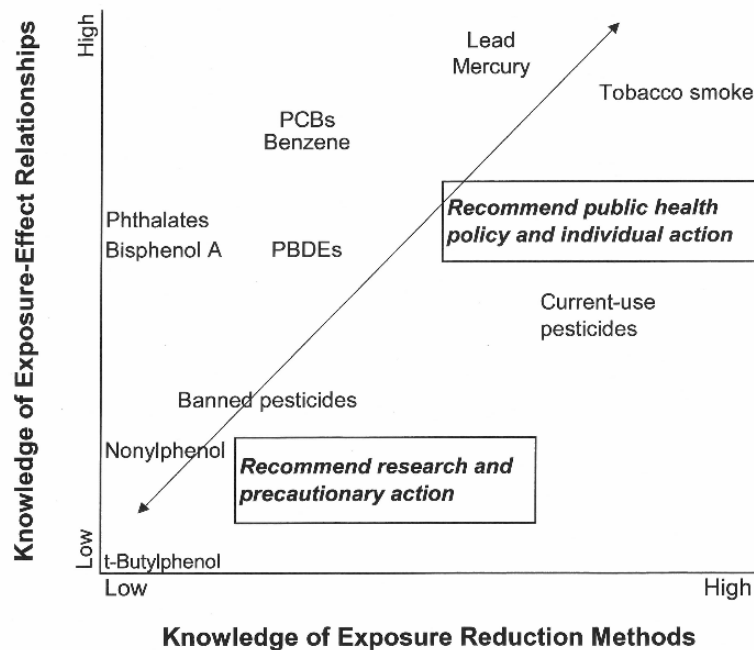 Knowledge of Exposure-Effect Relationships
High
Low
Lead
Mercury
Tobacco smoke
PCBs
Benzene
Recommend public health
policy and individual action
Phthalates
Bisphenol A
PBDEs
Current-use
pesticides
Banned pesticides
Nonylphenol
Recommend research and
precautionary action
t-Butylphenol
Low
High
Knowledge of Exposure Reduction Methods